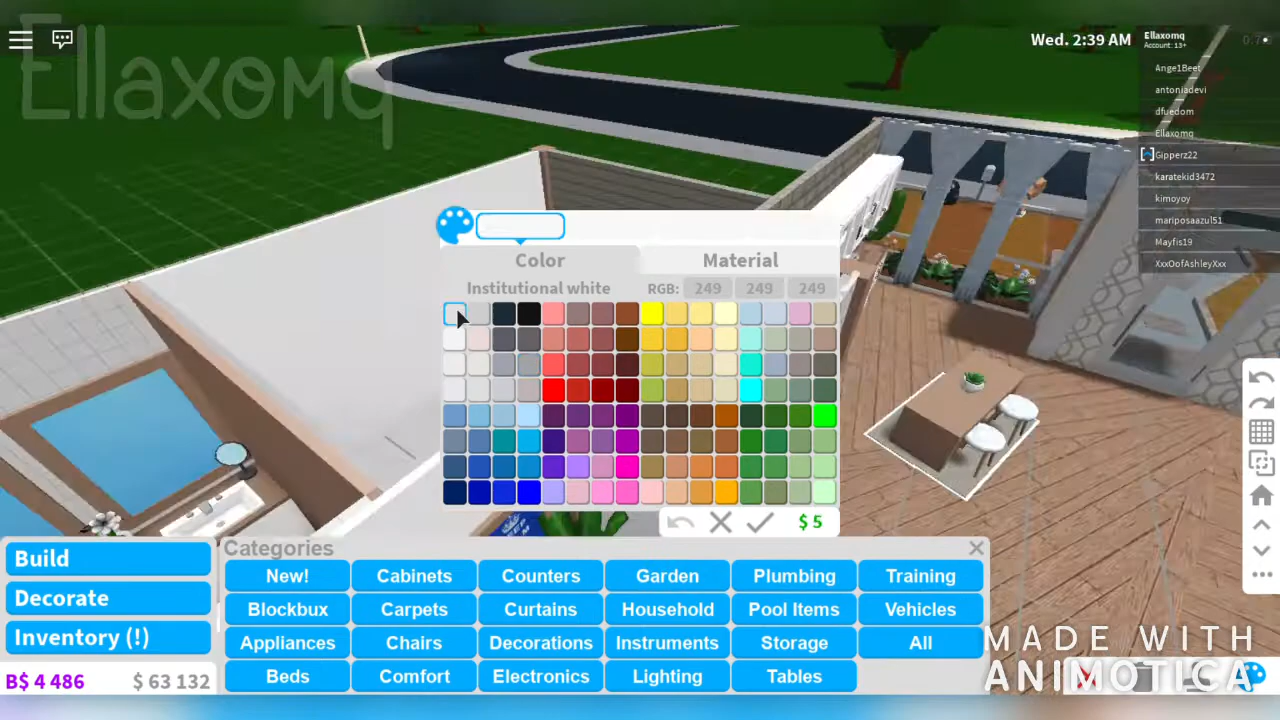 Ellaxomq
Wed. 2:39 AM
Ellaxomq
Account: 13+
Ange1Beet
antoniadevi
dfuedom
Ellaxomq
Gipperz22
karatekid3472
kimoyoy
mariposaazul51
Mayfis19
XxxOofAshleyXxx
Color
Material
Institutional white
RGB: 249 249 249
$ 5
Build
Decorate
Inventory (!)
B$ 4 486
$ 63 132
Categories
New! Cabinets Counters Garden Plumbing Training
Blockbux Carpets Curtains Household Pool Items Vehicles
Appliances Chairs Decorations Instruments Storage All
Beds Comfort Electronics Lighting Tables
MADE WITH
ANIMOTICA